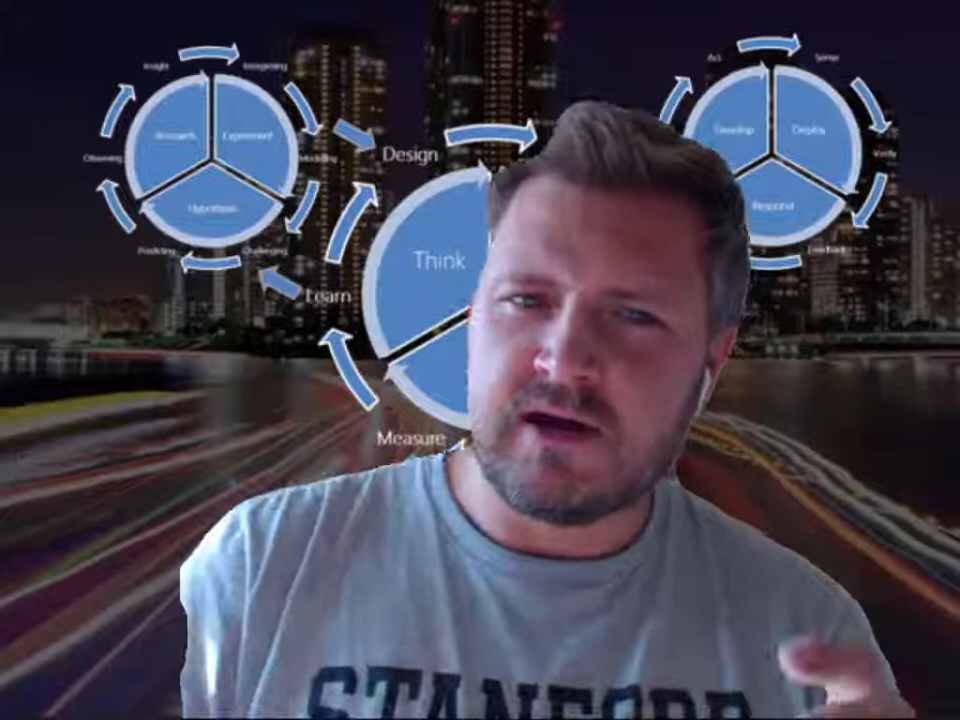 Insight
Integrating
Research
Experiment
Observing
Modelling
Hypothesis
Predicting
Challenging
Design
Think
Learn
Measure
Act
Sense
Develop
Deploy
Verify
Respond
Feedback
STANFORD